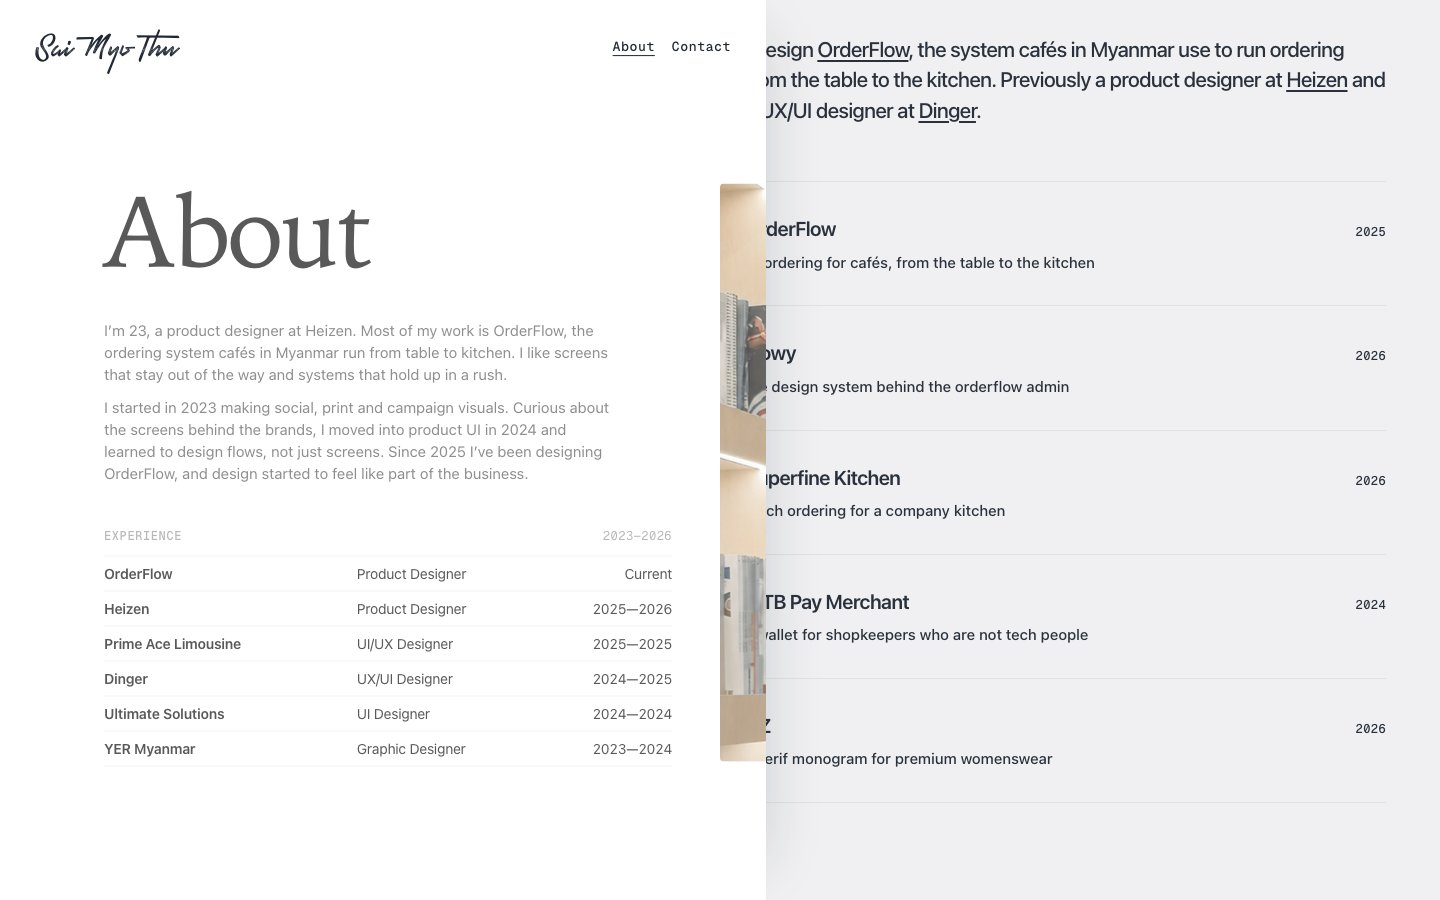 Sai Myo Thu
About Contact
About
I'm 23, a product designer at Heizen. Most of my work is OrderFlow, the
ordering system cafés in Myanmar run from table to kitchen. I like screens
that stay out of the way and systems that hold up in a rush.
I started in 2023 making social, print and campaign visuals. Curious about
the screens behind the brands, I moved into product UI in 2024 and
learned to design flows, not just screens. Since 2025 I've been designing
OrderFlow, and design started to feel like part of the business.
EXPERIENCE 2023–2026
OrderFlow Product Designer Current
Heizen Product Designer 2025—2026
Prime Ace Limousine UI/UX Designer 2025—2025
Dinger UX/UI Designer 2024—2025
Ultimate Solutions UI Designer 2024—2024
YER Myanmar Graphic Designer 2023—2024
esign OrderFlow, the system cafés in Myanmar use to run ordering
om the table to the kitchen. Previously a product designer at Heizen and
UX/UI designer at Dinger.
rderFlow 2025
ordering for cafés, from the table to the kitchen
owy 2026
design system behind the orderflow admin
perfine Kitchen 2026
ch ordering for a company kitchen
TB Pay Merchant 2024
wallet for shopkeepers who are not tech people
Z 2026
erif monogram for premium womenswear